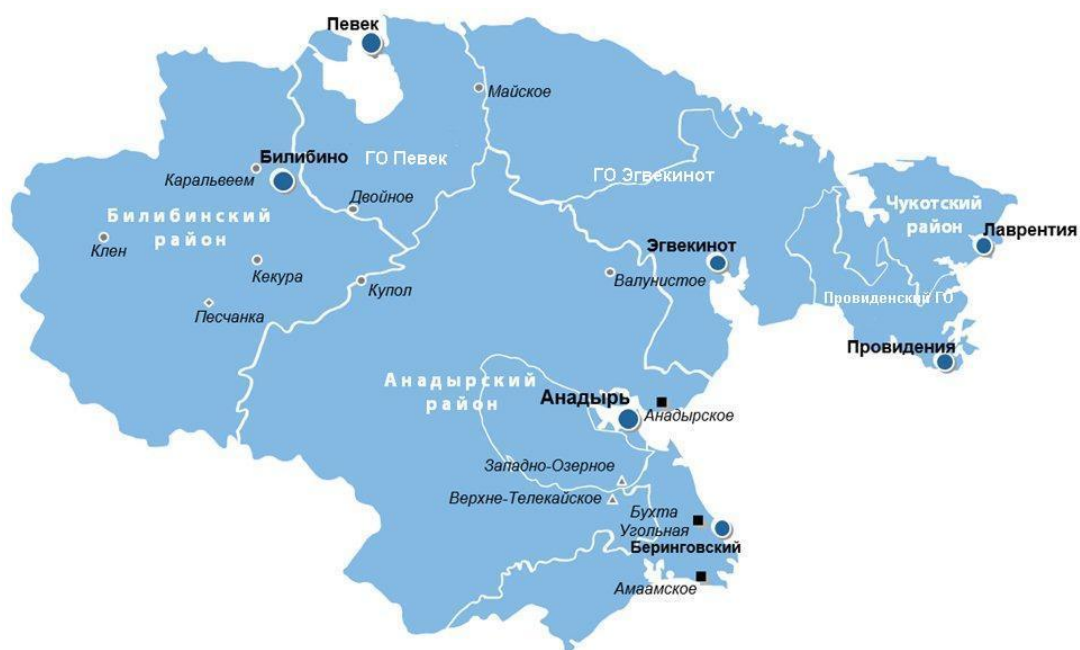 Певек
Майское
Билибино
ГО Певек
Каральвеем
ГО Эгвекинот
Двойное
Чукотский
район
Билибинский
район
Лаврентия
Клен
Эгвекинот
Кекура
Купол
Валунистое
Провиденский ГО
Песчанка
Провидения
Анадырский
район
Анадырь
Анадырское
Западно-Озерное
Верхне-Телекайское
Бухта
Угольная
Беринговский
Амаамское